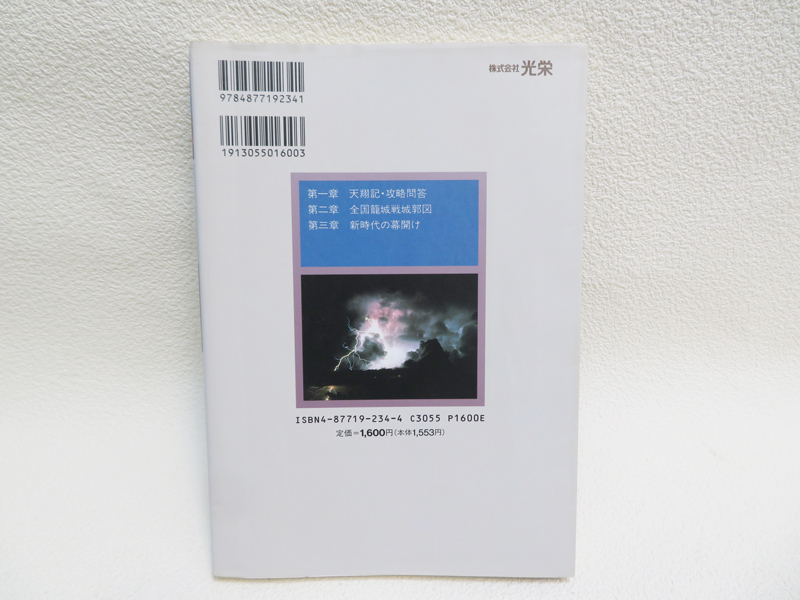 9784877192341
株式会社 光栄
1913055016003
第一章 天翔記・攻略問答
第二章 全国籠城戦城郭図
第三章 新時代の幕開け
ISBN4-87719-234-4 C3055 P1600E
定価=1,600円(本体1,553円)